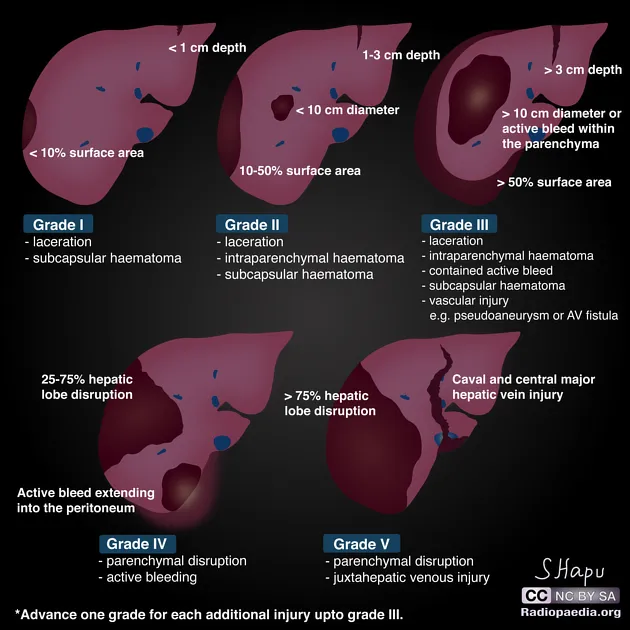 < 1 cm depth
< 10% surface area
Grade I
- laceration
- subcapsular haematoma
1-3 cm depth
< 10 cm diameter
10-50% surface area
Grade II
- laceration
- intraparenchymal haematoma
- subcapsular haematoma
> 3 cm depth
> 10 cm diameter or
active bleed within
the parenchyma
> 50% surface area
Grade III
- laceration
- intraparenchymal haematoma
- contained active bleed
- subcapsular haematoma
- vascular injury
e.g. pseudoaneurysm or AV fistula
25-75% hepatic
lobe disruption
Active bleed extending
into the peritoneum
Grade IV
- parenchymal disruption
- active bleeding
> 75% hepatic
lobe disruption
Caval and central major
hepatic vein injury
Grade V
- parenchymal disruption
- juxtahepatic venous injury
SHapu
CC NC BY SA
Radiopaedia.org
*Advance one grade for each additional injury upto grade III.